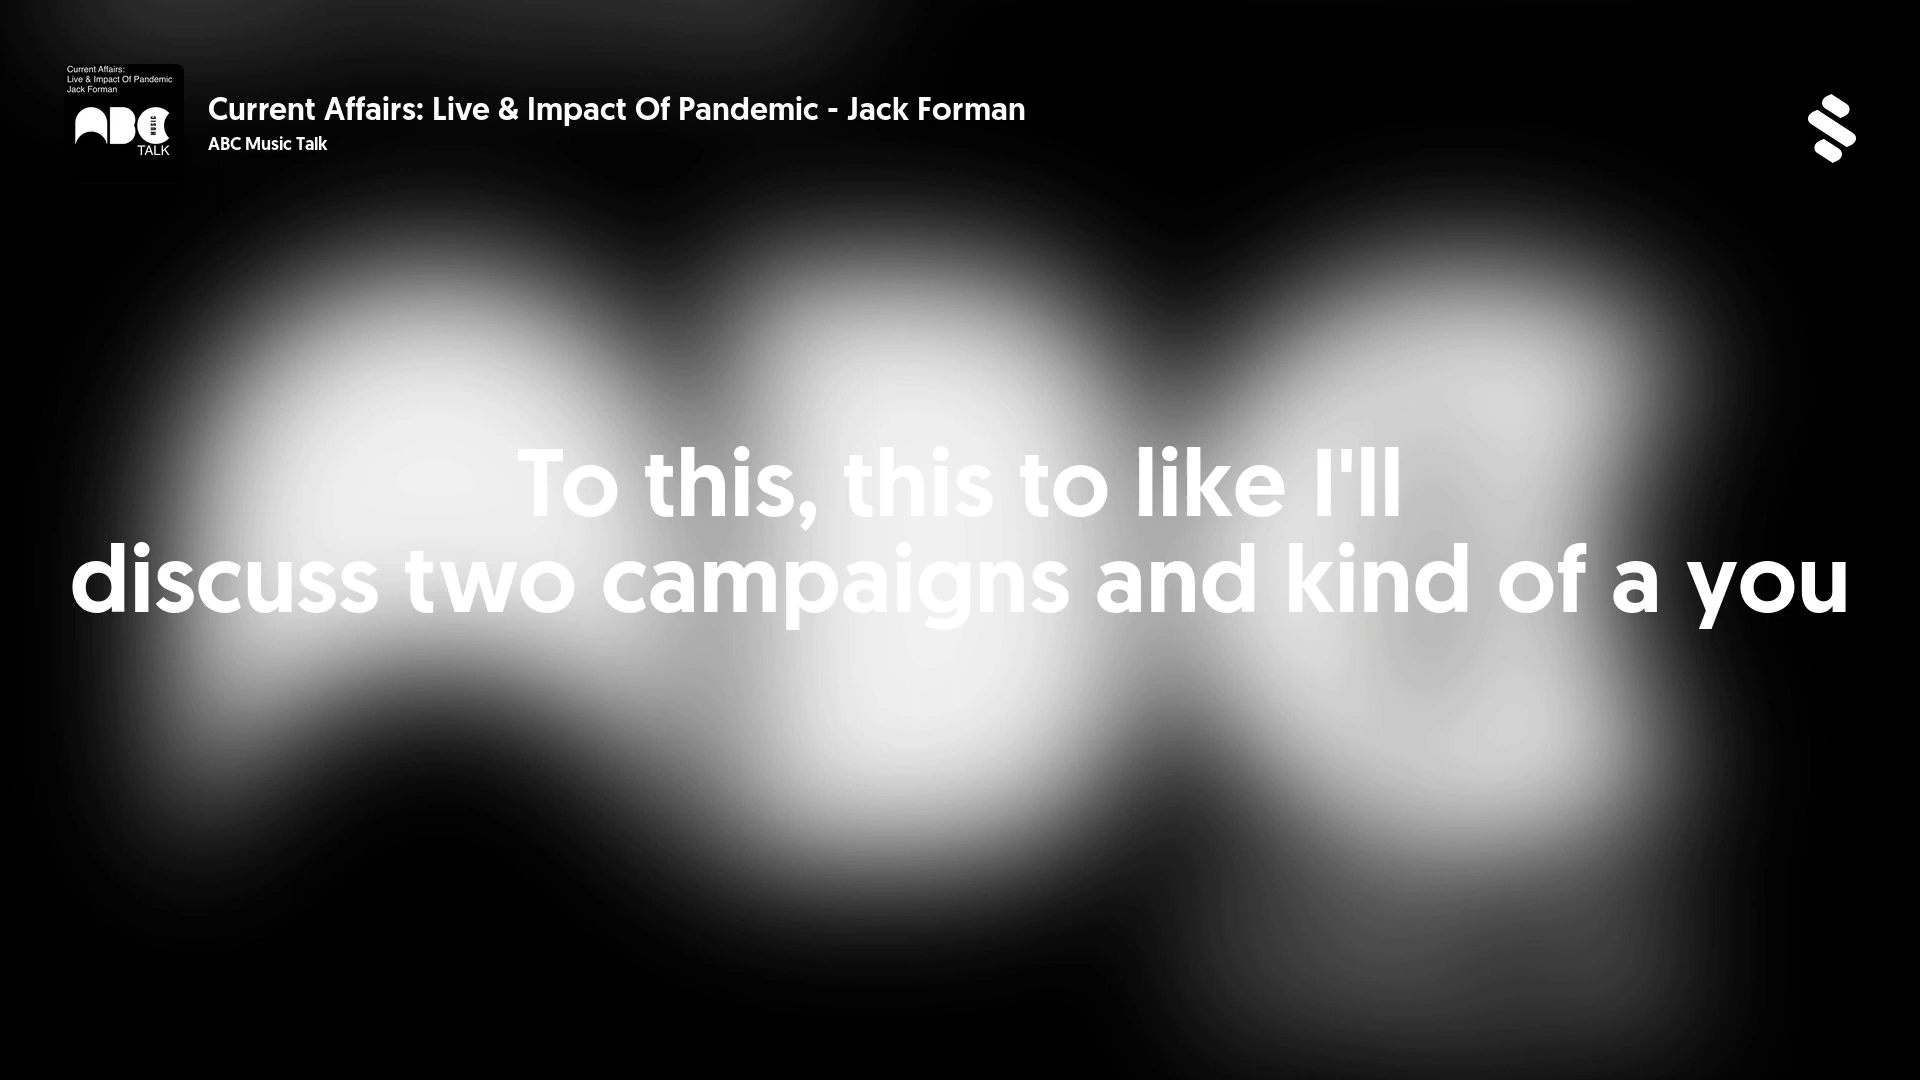 Current Affairs:
Live & Impact Of Pandemic
Jack Forman
ABC
MUSIC
TALK
Current Affairs: Live & Impact Of Pandemic - Jack Forman
ABC Music Talk
To this, this to like I'll
discuss two campaigns and kind of a you